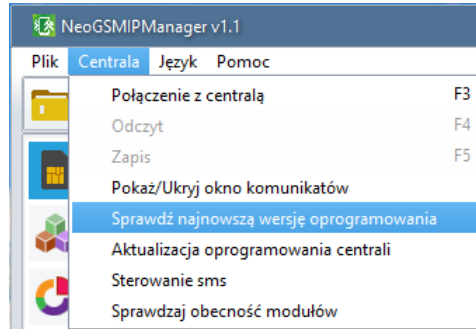 NeoGSMIPManager v1.1
Plik Centrala Język Pomoc
Połączenie z centralą F3
Odczyt F4
Zapis F5
Pokaż/Ukryj okno komunikatów
Sprawdź najnowszą wersję oprogramowania
Aktualizacja oprogramowania centrali
Sterowanie sms
Sprawdzaj obecność modułów